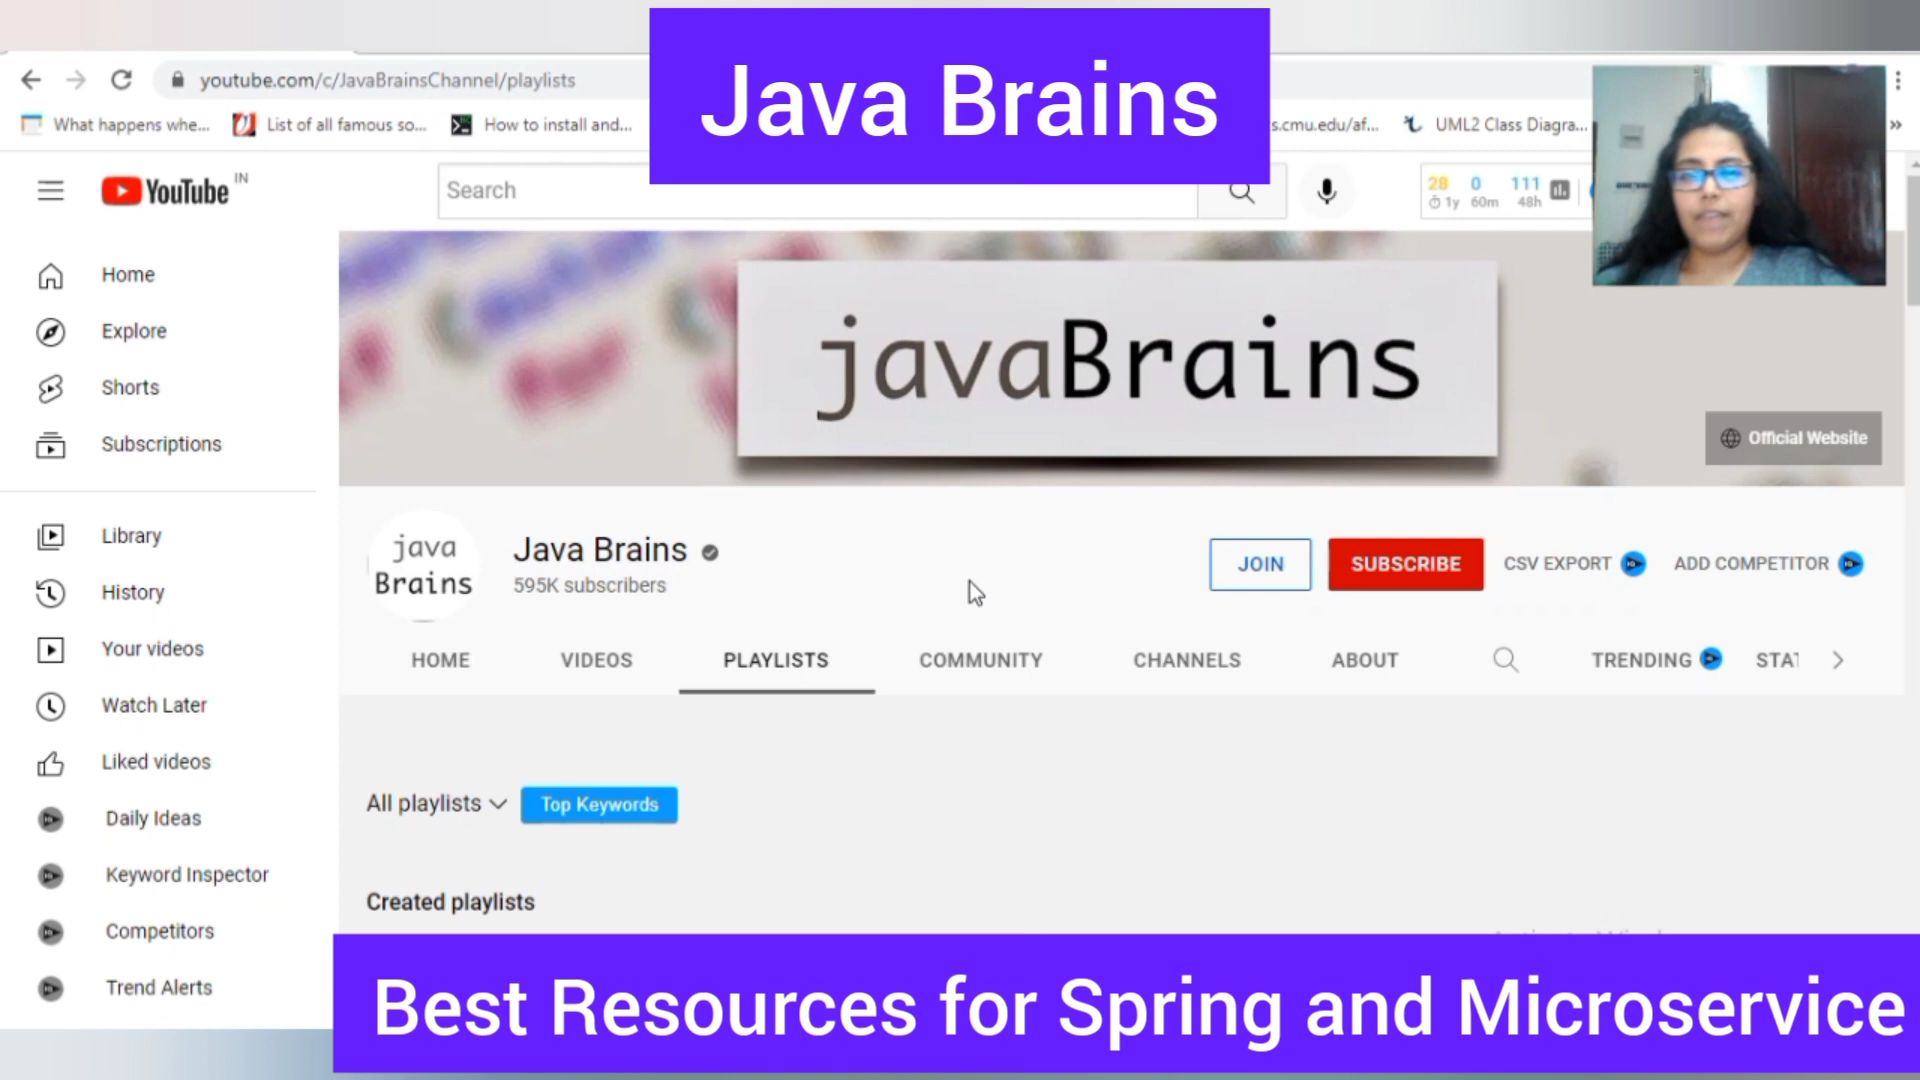 Java Brains
youtube.com/c/JavaBrainsChannel/playlists
What happens whe...
List of all famous so...
How to install and...
s.cmu.edu/af...
UML2 Class Diagra...
»
YouTube IN
Search
28 0 111
1y 60m 48h
Home
Explore
Shorts
Subscriptions
Library
History
Your videos
Watch Later
Liked videos
Daily Ideas
Keyword Inspector
Competitors
Trend Alerts
javaBrains
Official Website
java
Brains
Java Brains
595K subscribers
JOIN
SUBSCRIBE
CSV EXPORT
ADD COMPETITOR
HOME
VIDEOS
PLAYLISTS
COMMUNITY
CHANNELS
ABOUT
TRENDING
STAT
All playlists
Top Keywords
Created playlists
Best Resources for Spring and Microservice